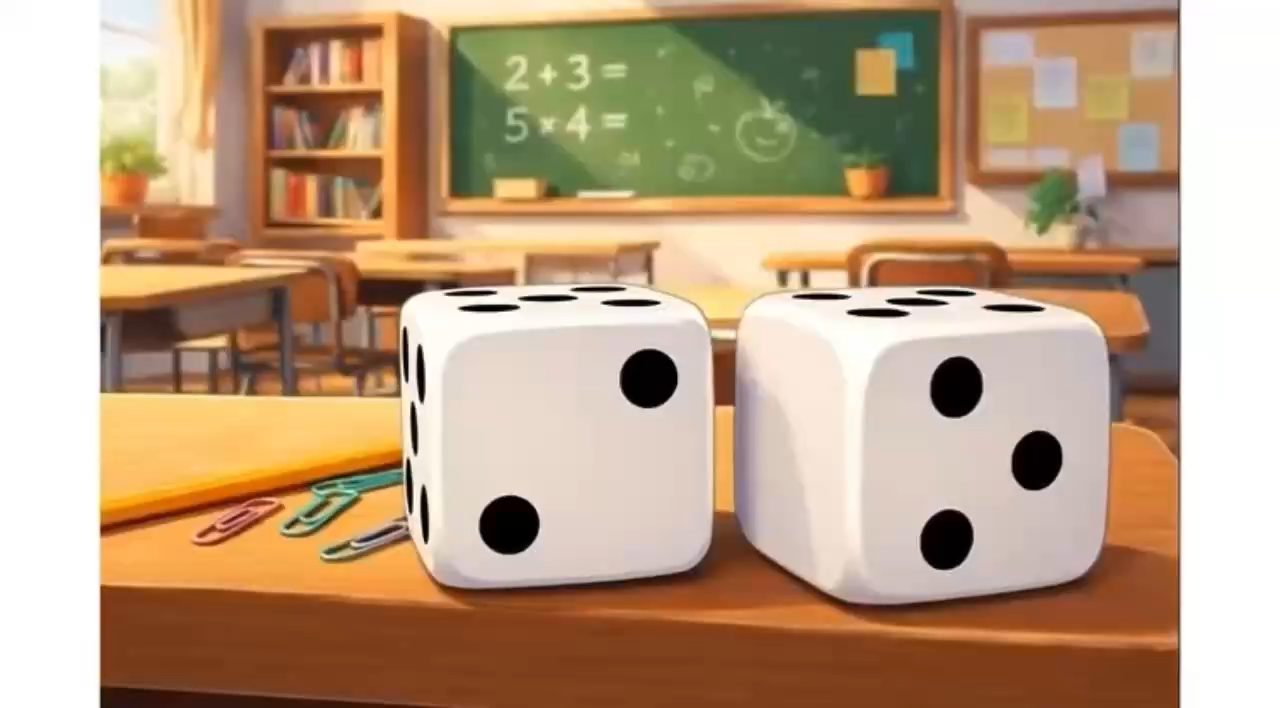 2 + 3 =
5 × 4 =